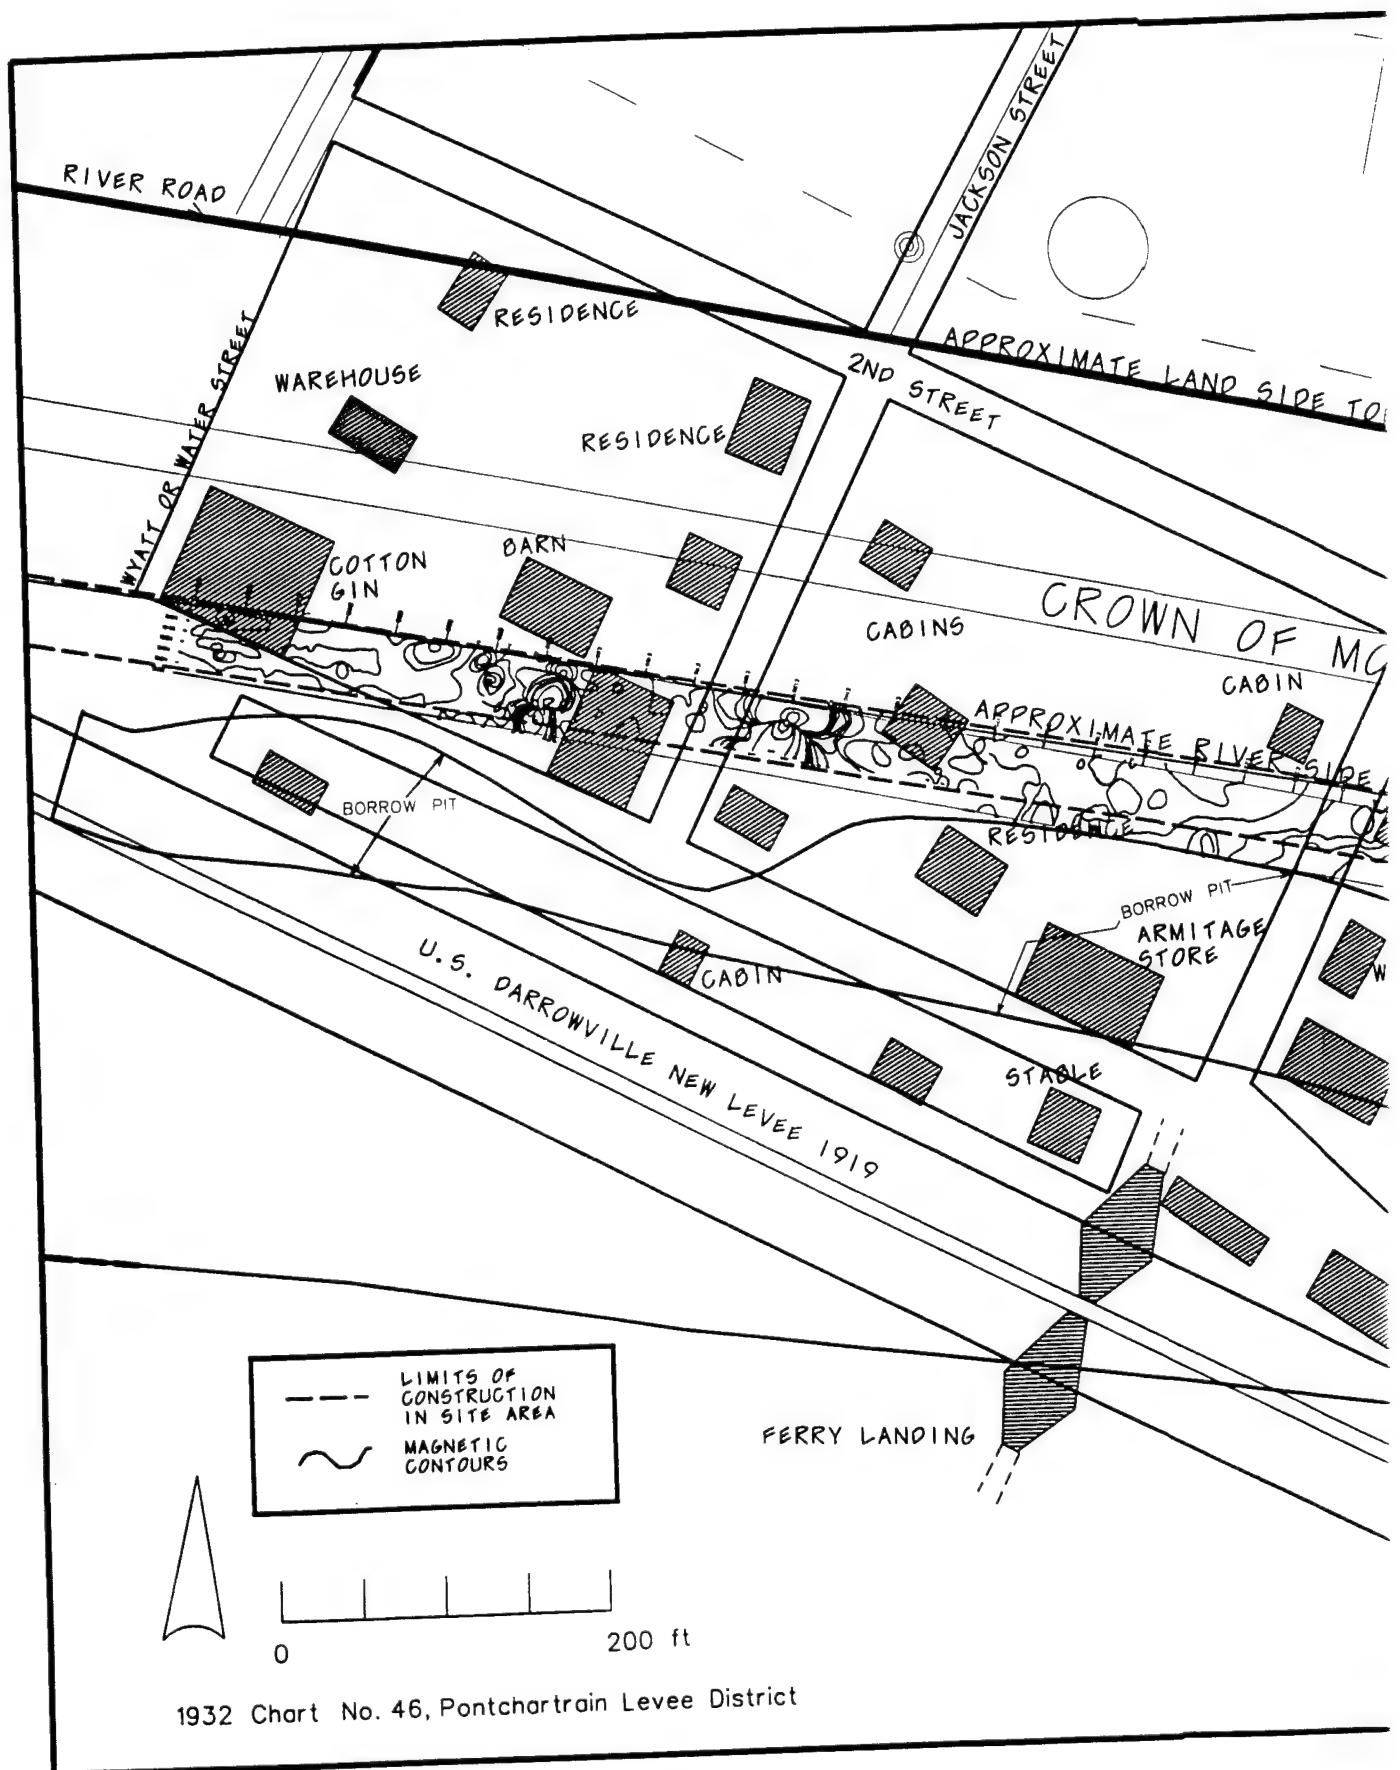 JACKSON STREET
RIVER ROAD
RESIDENCE
APPROXIMATE LAND SIDE TO
2ND STREET
WAREHOUSE
RESIDENCE
WYATT OR WATER STREET
BARN
COTTON
GIN
CROWN OF
CABINS
CABIN
APPROXIMATE RIVER SIDE
BORROW PIT
RESIDENCE
BORROW PIT
ARMITAGE
STORE
W
CABIN
U.S. DARROWVILLE NEW LEVEE 1919
STABLE
LIMITS OF
CONSTRUCTION
IN SITE AREA
MAGNETIC
CONTOURS
FERRY LANDING
0
200 ft
1932 Chart No. 46, Pontchartrain Levee District